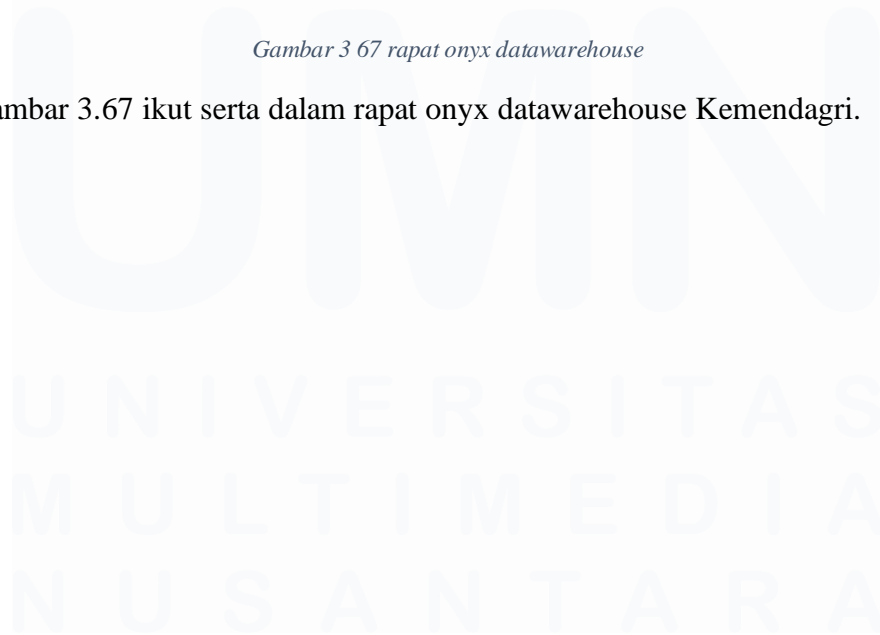 UMN
Gambar 3 67 rapat onyx datawarehouse
ambar 3.67 ikut serta dalam rapat onyx datawarehouse Kemendagri.
UNIVERSITAS
MULTIMEDIA
NUSANTARA